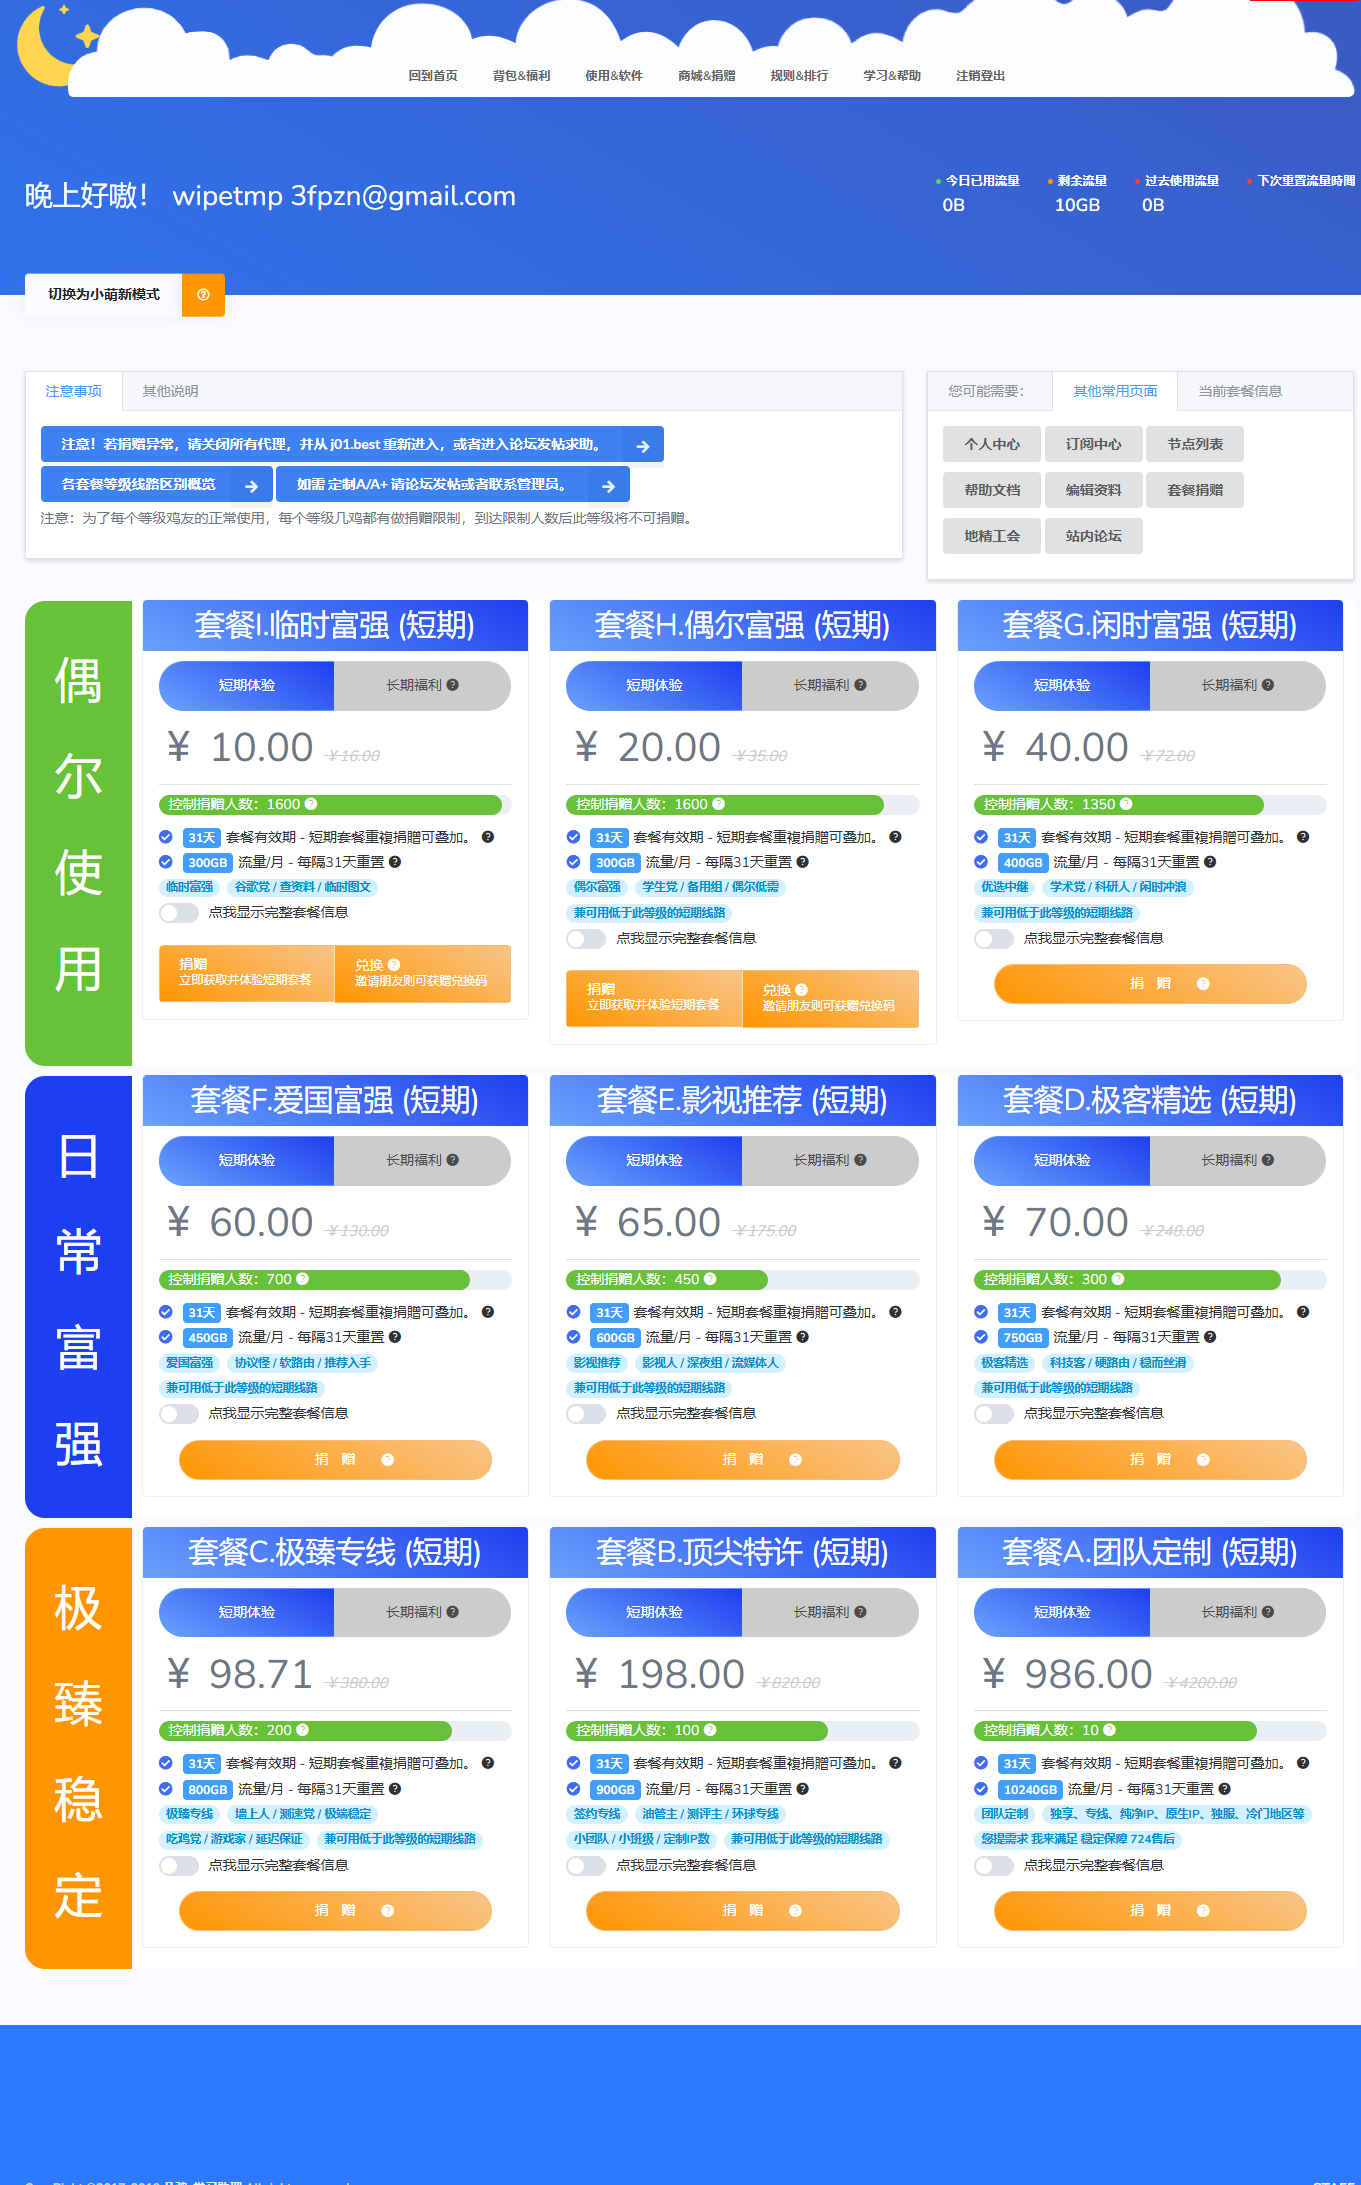 回到首页 背包&福利 使用&软件 商城&捐赠 规则&排行 学习&帮助 注销登出
晚上好嗷！ wipetmp 3fpzn@gmail.com
今日已用流量 剩余流量 过去使用流量 下次重置流量時間
0B 10GB 0B
切换为小萌新模式
注意事项 其他说明
注意！若捐赠异常，请关闭所有代理，并从 j01.best 重新进入，或者进入论坛发帖求助。
各套餐等级线路区别概览 如需 定制A/A+ 请论坛发帖或者联系管理员。
注意：为了每个等级鸡友的正常使用，每个等级几鸡都有做捐赠限制，到达限制人数后此等级将不可捐赠。
您可能需要： 其他常用页面 当前套餐信息
个人中心 订阅中心 节点列表
帮助文档 编辑资料 套餐捐赠
地精工会 站内论坛
偶
尔
使
用
套餐I.临时富强 (短期)
短期体验 长期福利
¥ 10.00 ¥16.00
控制捐赠人数：1600
31天 套餐有效期 - 短期套餐重複捐贈可叠加。
300GB 流量/月 - 每隔31天重置
临时富强 谷歌党 / 查资料 / 临时图文
点我显示完整套餐信息
捐赠 兑换
立即获取并体验短期套餐 邀请朋友则可获赠兑换码
套餐H.偶尔富强 (短期)
短期体验 长期福利
¥ 20.00 ¥35.00
控制捐赠人数：1600
31天 套餐有效期 - 短期套餐重複捐贈可叠加。
300GB 流量/月 - 每隔31天重置
偶尔富强 学生党 / 备用组 / 偶尔低需
兼可用低于此等级的短期线路
点我显示完整套餐信息
捐赠 兑换
立即获取并体验短期套餐 邀请朋友则可获赠兑换码
套餐G.闲时富强 (短期)
短期体验 长期福利
¥ 40.00 ¥72.00
控制捐赠人数：1350
31天 套餐有效期 - 短期套餐重複捐贈可叠加。
400GB 流量/月 - 每隔31天重置
优选中继 学术党 / 科研人 / 闲时冲浪
兼可用低于此等级的短期线路
点我显示完整套餐信息
捐 赠
日
常
富
强
套餐F.爱国富强 (短期)
短期体验 长期福利
¥ 60.00 ¥130.00
控制捐赠人数：700
31天 套餐有效期 - 短期套餐重複捐贈可叠加。
450GB 流量/月 - 每隔31天重置
爱国富强 协议怪 / 软路由 / 推荐入手
兼可用低于此等级的短期线路
点我显示完整套餐信息
捐 赠
套餐E.影视推荐 (短期)
短期体验 长期福利
¥ 65.00 ¥175.00
控制捐赠人数：450
31天 套餐有效期 - 短期套餐重複捐贈可叠加。
600GB 流量/月 - 每隔31天重置
影视推荐 影视人 / 深夜组 / 流媒体人
兼可用低于此等级的短期线路
点我显示完整套餐信息
捐 赠
套餐D.极客精选 (短期)
短期体验 长期福利
¥ 70.00 ¥248.00
控制捐赠人数：300
31天 套餐有效期 - 短期套餐重複捐贈可叠加。
750GB 流量/月 - 每隔31天重置
极客精选 科技客 / 硬路由 / 稳而丝滑
兼可用低于此等级的短期线路
点我显示完整套餐信息
捐 赠
极
臻
稳
定
套餐C.极臻专线 (短期)
短期体验 长期福利
¥ 98.71 ¥380.00
控制捐赠人数：200
31天 套餐有效期 - 短期套餐重複捐贈可叠加。
800GB 流量/月 - 每隔31天重置
极臻专线 墙上人 / 测速党 / 极端稳定
吃鸡党 / 游戏家 / 延迟保证 兼可用低于此等级的短期线路
点我显示完整套餐信息
捐 赠
套餐B.顶尖特许 (短期)
短期体验 长期福利
¥ 198.00 ¥820.00
控制捐赠人数：100
31天 套餐有效期 - 短期套餐重複捐贈可叠加。
900GB 流量/月 - 每隔31天重置
签约专线 油管主 / 测评主 / 环球专线
小团队 / 小班级 / 定制IP数 兼可用低于此等级的短期线路
点我显示完整套餐信息
捐 赠
套餐A.团队定制 (短期)
短期体验 长期福利
¥ 986.00 ¥4200.00
控制捐赠人数：10
31天 套餐有效期 - 短期套餐重複捐贈可叠加。
10240GB 流量/月 - 每隔31天重置
团队定制 独享、专线、纯净IP、原生IP、独服、冷门地区等
您提需求 我来满足 稳定保障 724售后
点我显示完整套餐信息
捐 赠